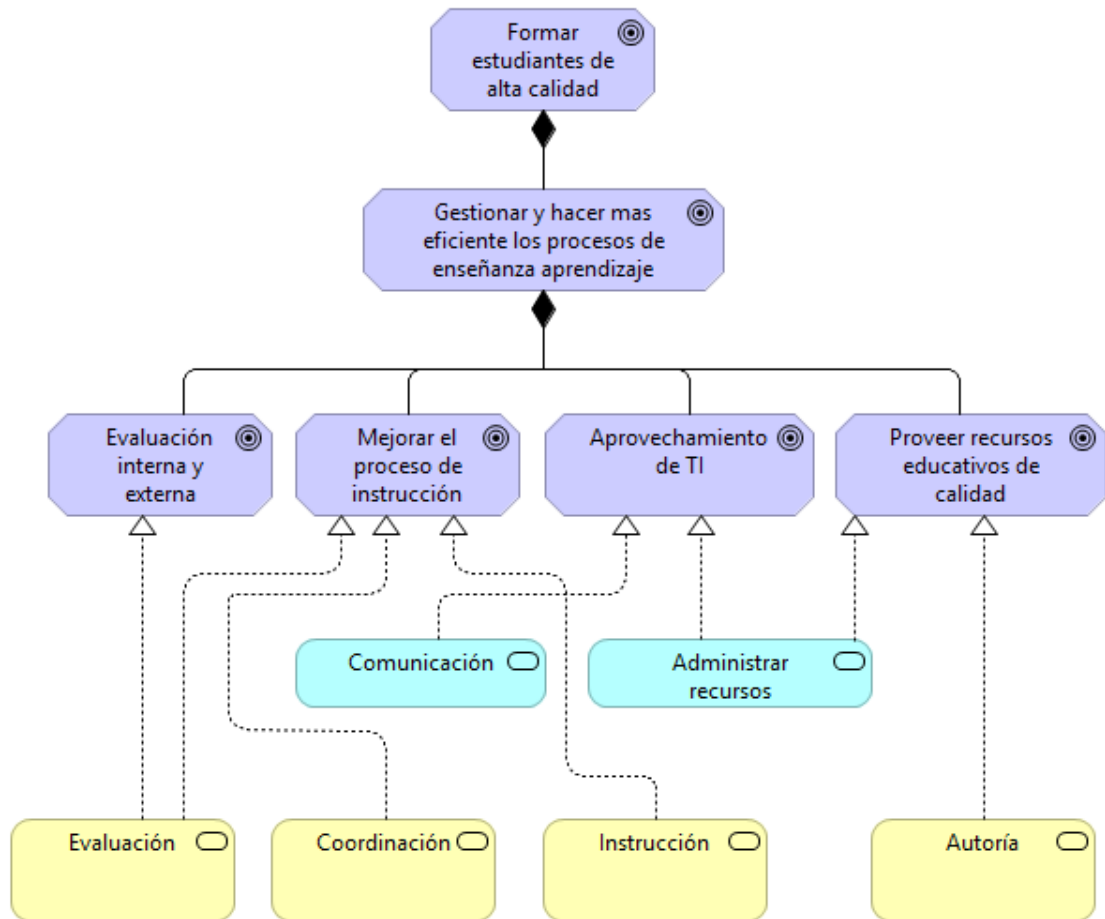 Formar
estudiantes de
alta calidad
Gestionar y hacer mas
eficiente los procesos de
enseñanza aprendizaje
Evaluación
interna y
externa
Mejorar el
proceso de
instrucción
Aprovechamiento
de TI
Proveer recursos
educativos de
calidad
Comunicación
Administrar
recursos
Evaluación
Coordinación
Instrucción
Autoría